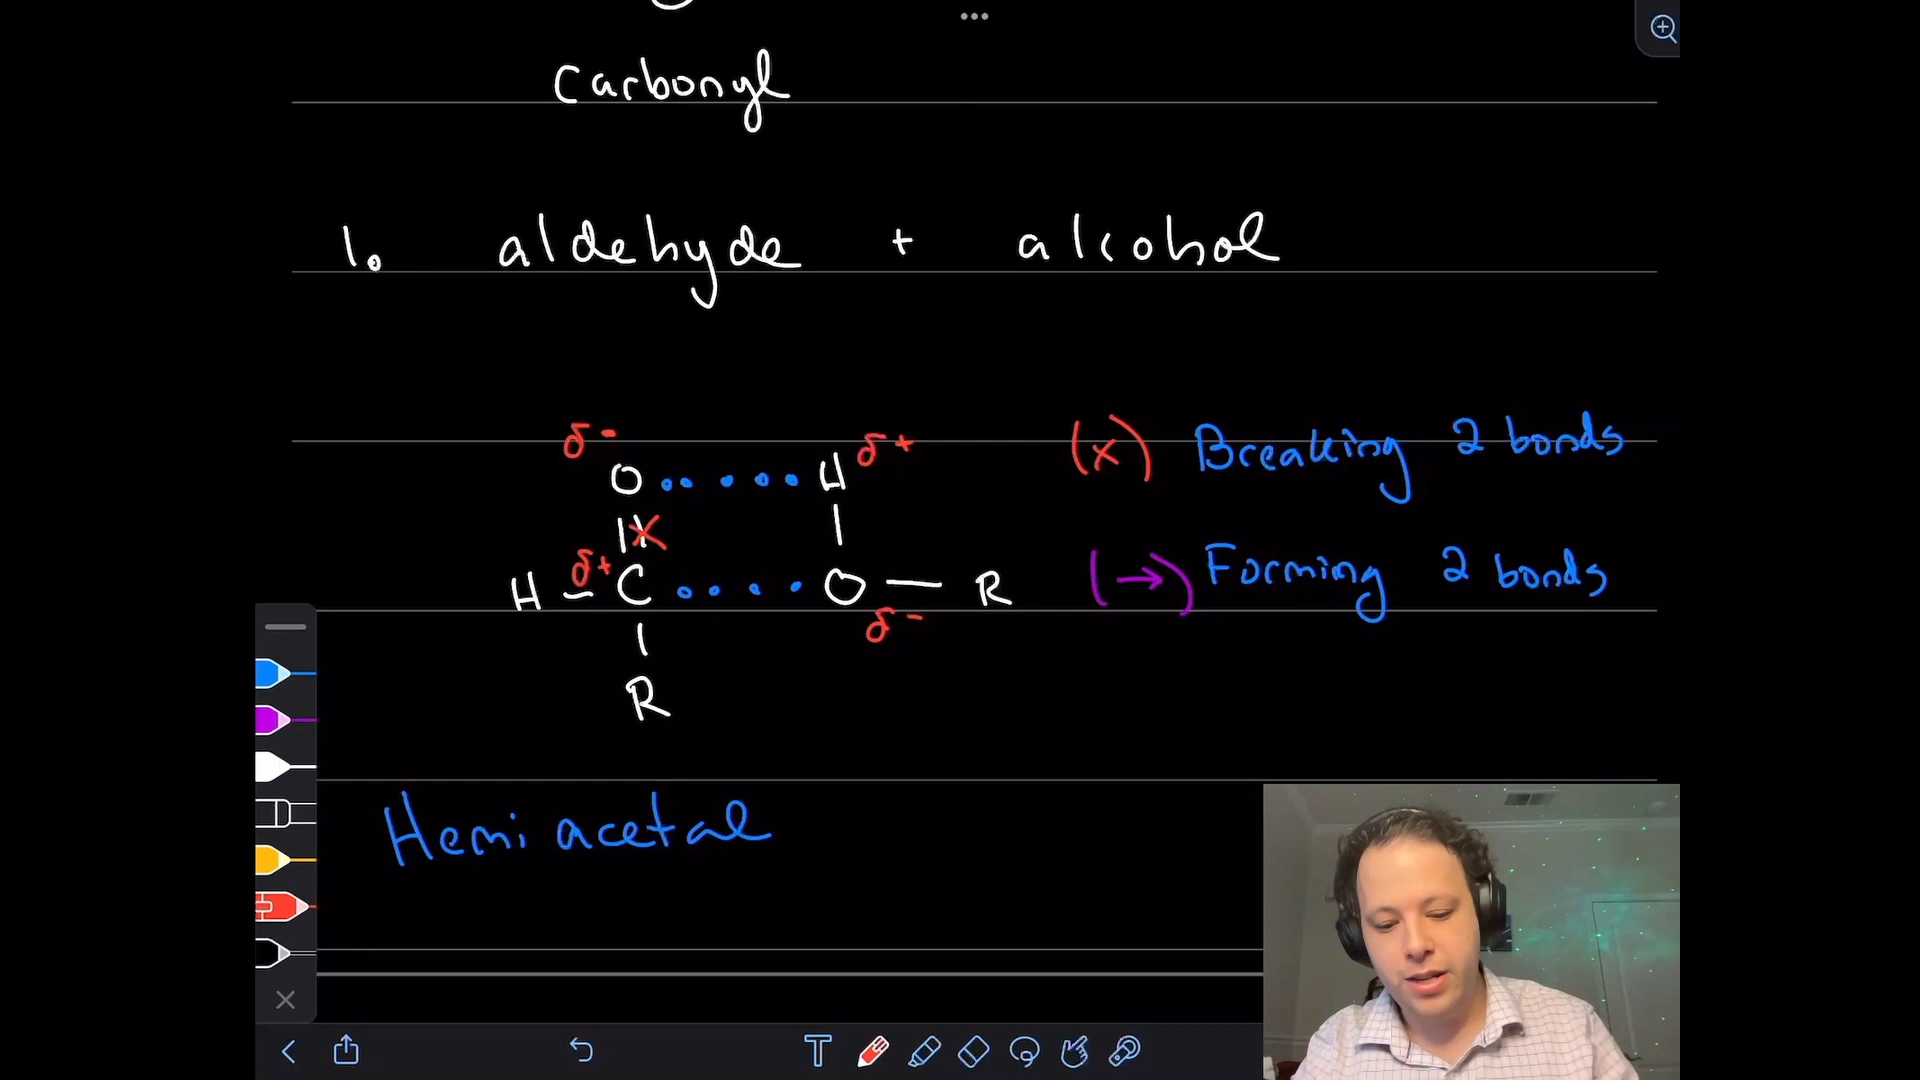 Carbonyl
1. aldehyde + alcohol
δ- O H δ+ (x) Breaking 2 bonds
H - δ+ C O — R (→) Forming 2 bonds
δ-
R
Hemi acetal
T